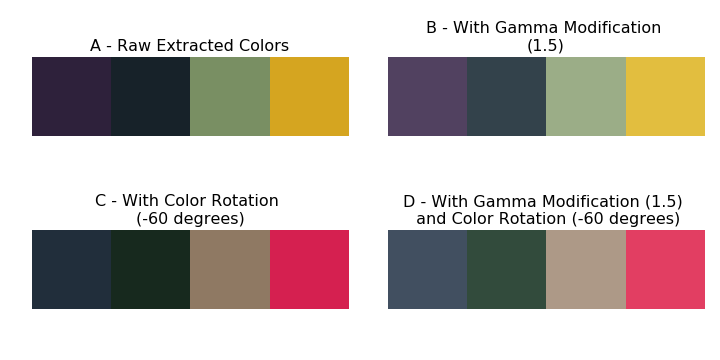 A - Raw Extracted Colors
B - With Gamma Modification
(1.5)
C - With Color Rotation
(-60 degrees)
D - With Gamma Modification (1.5)
and Color Rotation (-60 degrees)